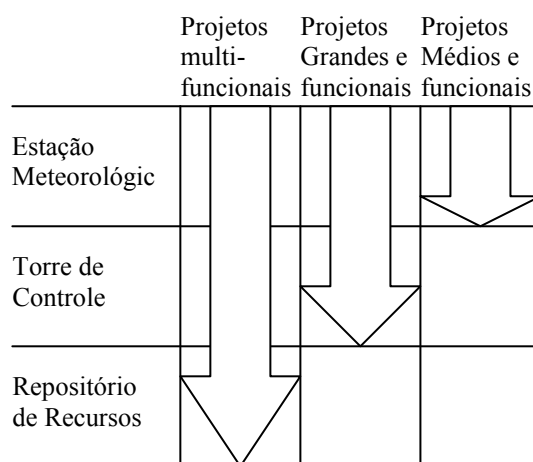 Projetos
multi-
funcionais
Projetos
Grandes e
funcionais
Projetos
Médios e
funcionais
Estação
Meteorológic
Torre de
Controle
Repositório
de Recursos